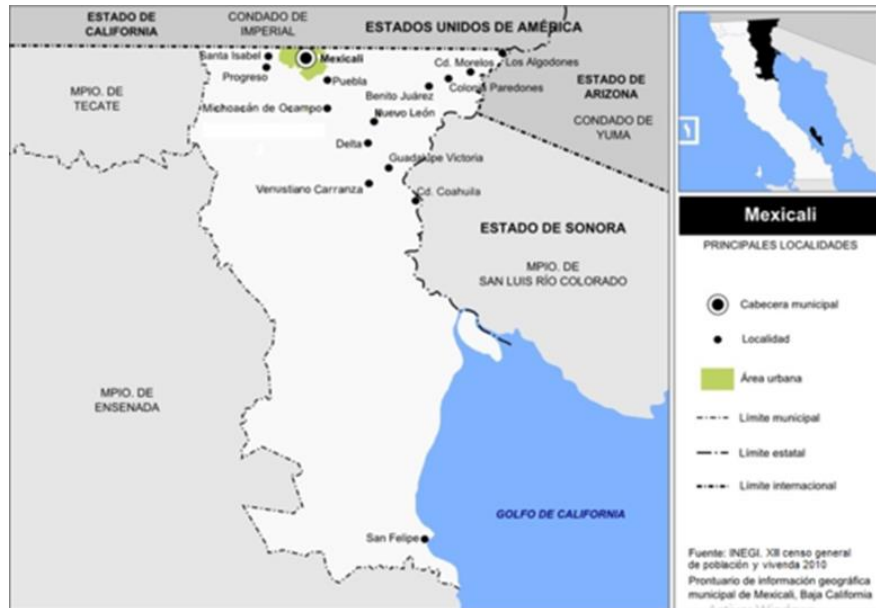 ESTADO DE
CALIFORNIA
CONDADO DE
IMPERIAL
ESTADOS UNIDOS DE AMÉRICA
Santa Isabel
Mexicali
Cd. Morelos
Los Algodones
Progreso
Puebla
Benito Juárez
Colonia Paredones
ESTADO DE
ARIZONA
MPIO. DE
TECATE
Michoacán de Ocampo
Nuevo León
CONDADO DE
YUMA
Delta
Guadalupe Victoria
Venustiano Carranza
Cd. Coahuila
ESTADO DE SONORA
MPIO. DE
SAN LUIS RÍO COLORADO
MPIO. DE
ENSENADA
GOLFO DE CALIFORNIA
San Felipe
Mexicali
PRINCIPALES LOCALIDADES
Cabecera municipal
Localidad
Área urbana
Límite municipal
Límite estatal
Límite internacional
Fuente: INEGI. XIII censo general
de población y vivenda 2010
Prontuario de información geográfica
municipal de Mexicali, Baja California